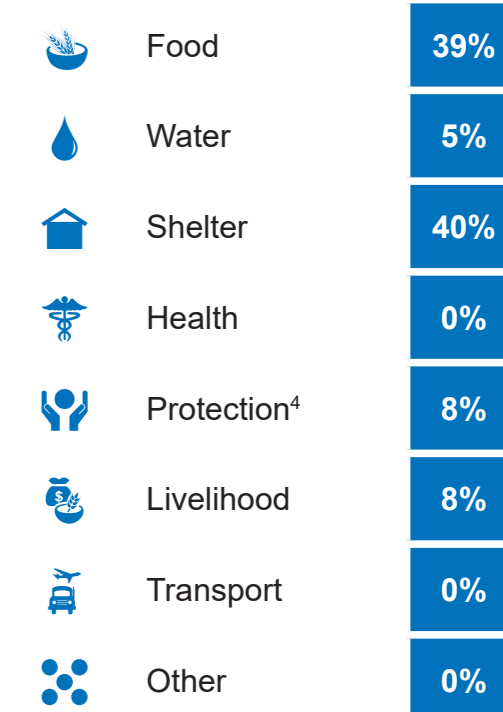 Food 39%
Water 5%
Shelter 40%
Health 0%
Protection⁴ 8%
$ Livelihood 8%
Transport 0%
Other 0%